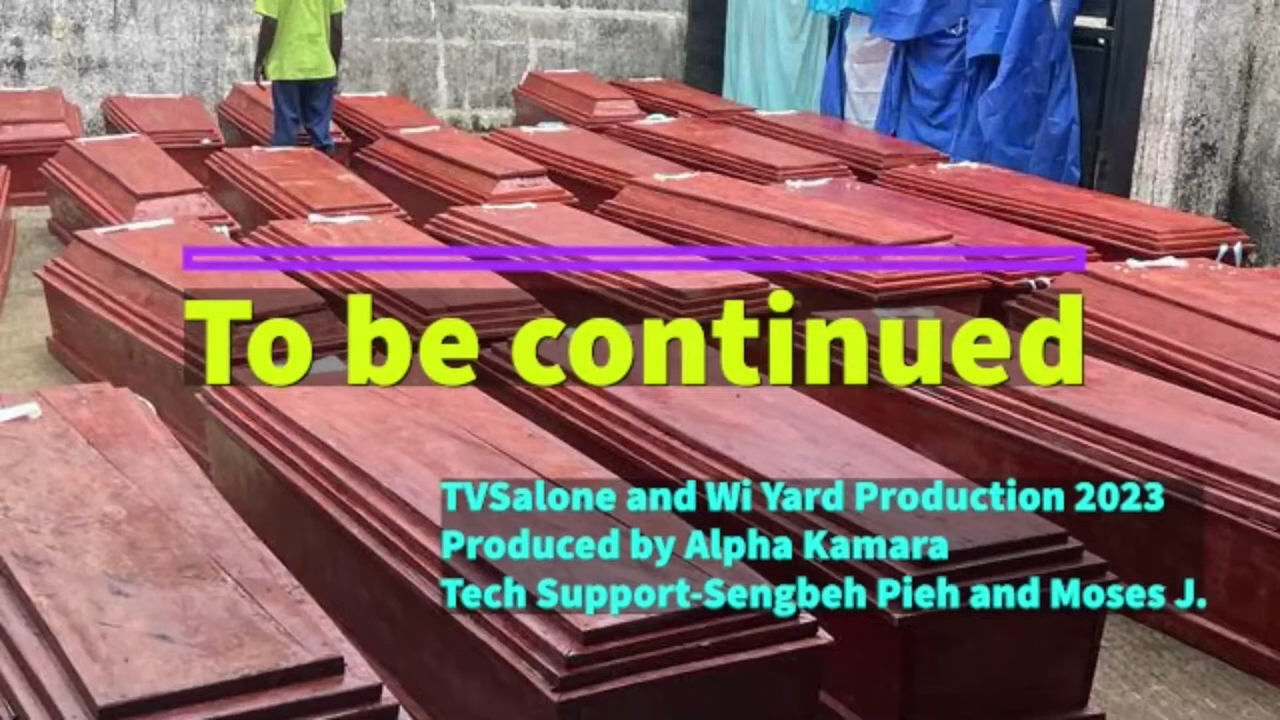 To be continued
TVSalone and Wi Yard Production 2023
Produced by Alpha Kamara
Tech Support-Sengbeh Pieh and Moses J.